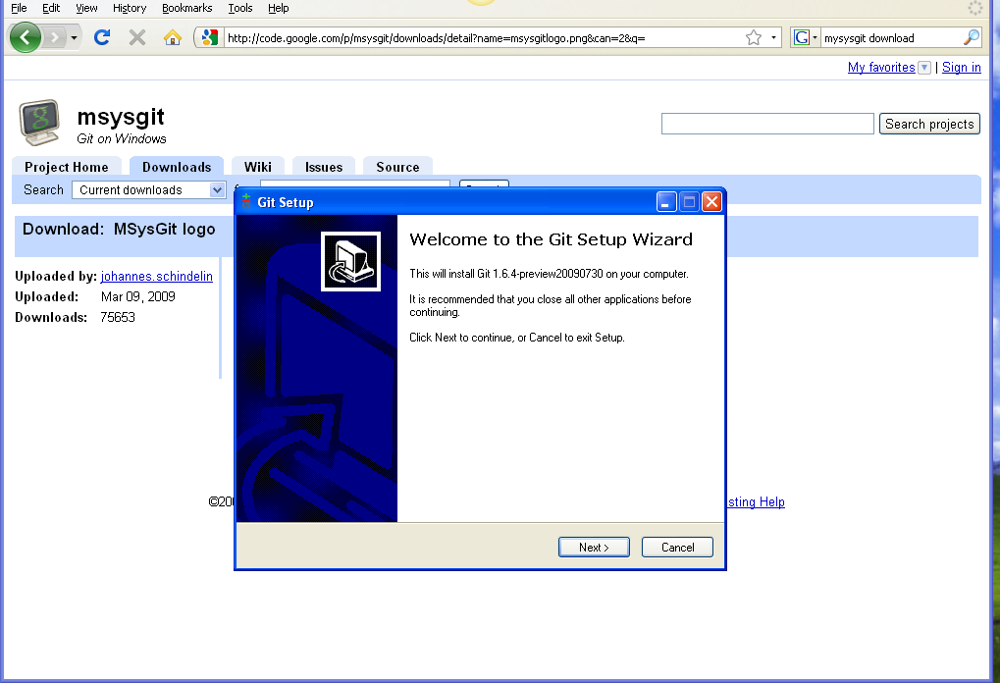 File Edit View History Bookmarks Tools Help
http://code.google.com/p/msysgit/downloads/detail?name=msysgitlogo.png&can=2&q= mysysgit download
My favorites | Sign in
msysgit
Git on Windows
Search projects
Project Home Downloads Wiki Issues Source
Search Current downloads
Git Setup
Download: MSysGit logo
Welcome to the Git Setup Wizard
This will install Git 1.6.4-preview20090730 on your computer.
Uploaded by: johannes.schindelin
Uploaded: Mar 09, 2009
Downloads: 75653
It is recommended that you close all other applications before
continuing.
Click Next to continue, or Cancel to exit Setup.
©20
sting Help
Next > Cancel